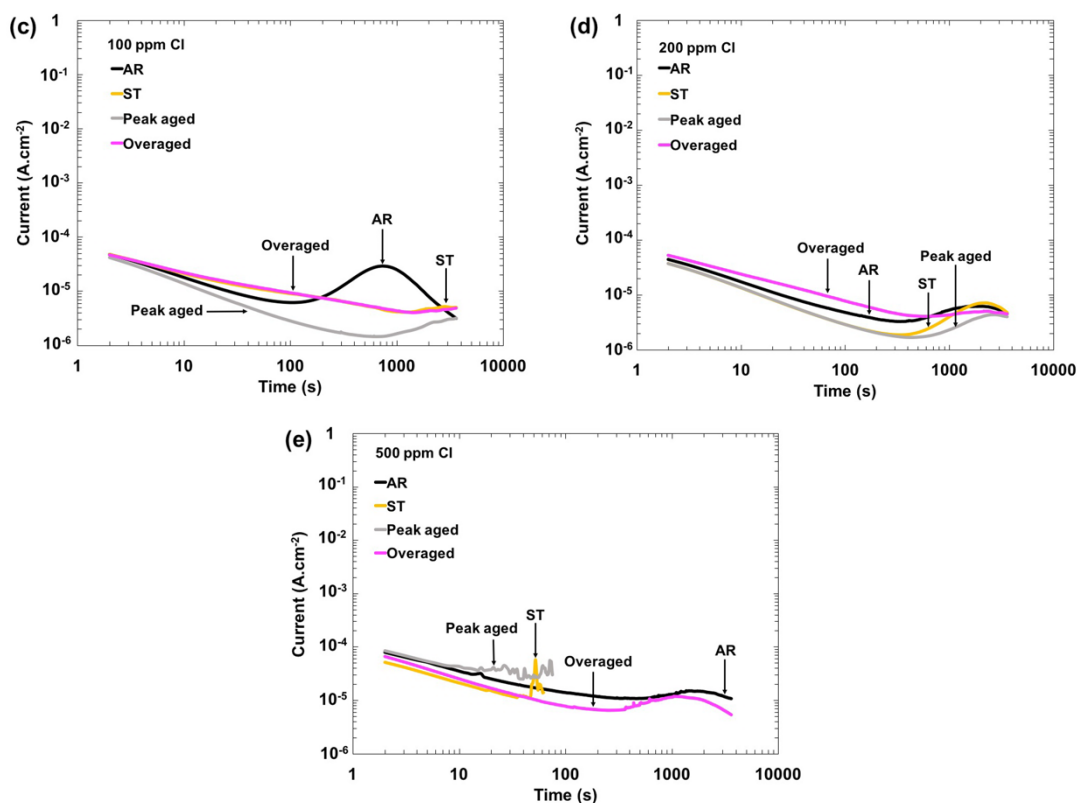 (c)
100 ppm Cl
AR
ST
Peak aged
Overaged
1
10⁻¹
10⁻²
10⁻³
10⁻⁴
10⁻⁵
10⁻⁶
Current (A.cm⁻²)
Overaged
AR
ST
Peak aged
1 10 100 1000 10000
Time (s)
(d)
200 ppm Cl
AR
ST
Peak aged
Overaged
1
10⁻¹
10⁻²
10⁻³
10⁻⁴
10⁻⁵
10⁻⁶
Current (A.cm⁻²)
Overaged
AR
ST
Peak aged
1 10 100 1000 10000
Time (s)
(e)
500 ppm Cl
AR
ST
Peak aged
Overaged
1
10⁻¹
10⁻²
10⁻³
10⁻⁴
10⁻⁵
10⁻⁶
Current (A.cm⁻²)
Peak aged
ST
Overaged
AR
1 10 100 1000 10000
Time (s)